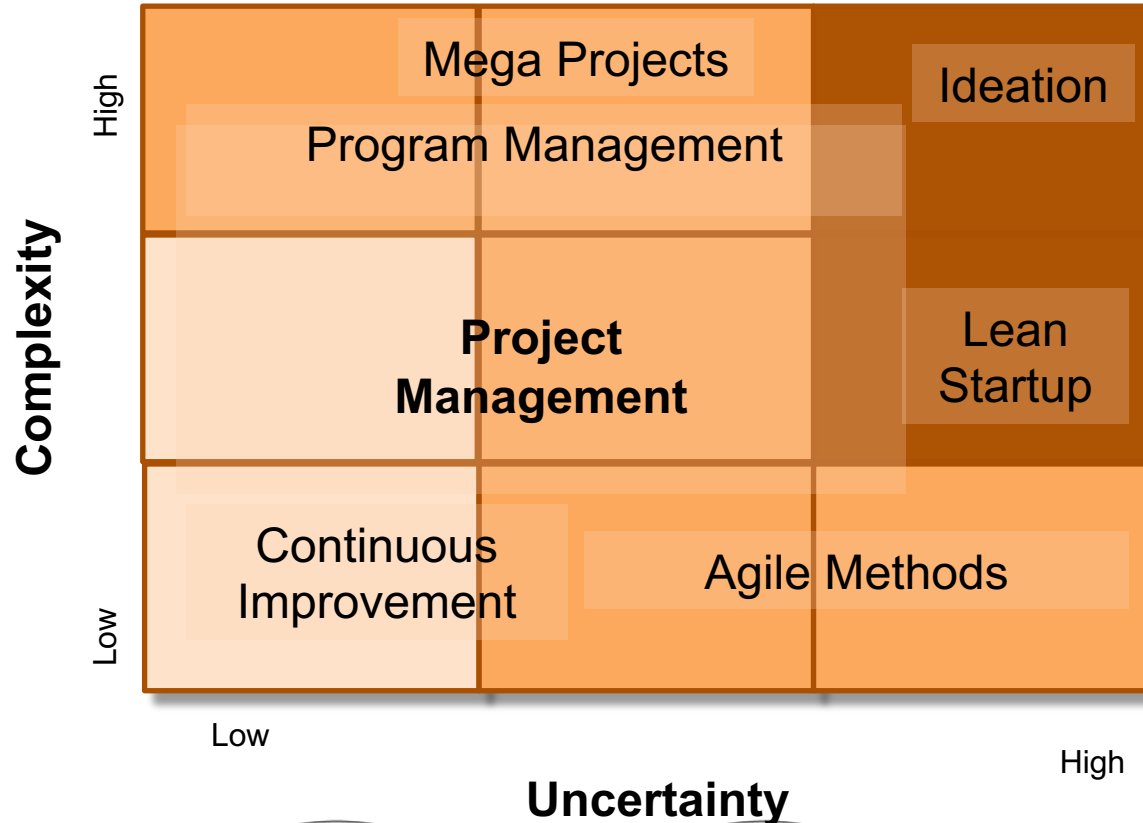 Mega Projects
Ideation
High
Program Management
Complexity
Project
Management
Lean
Startup
Continuous
Improvement
Agile Methods
Low
Low
High
Uncertainty